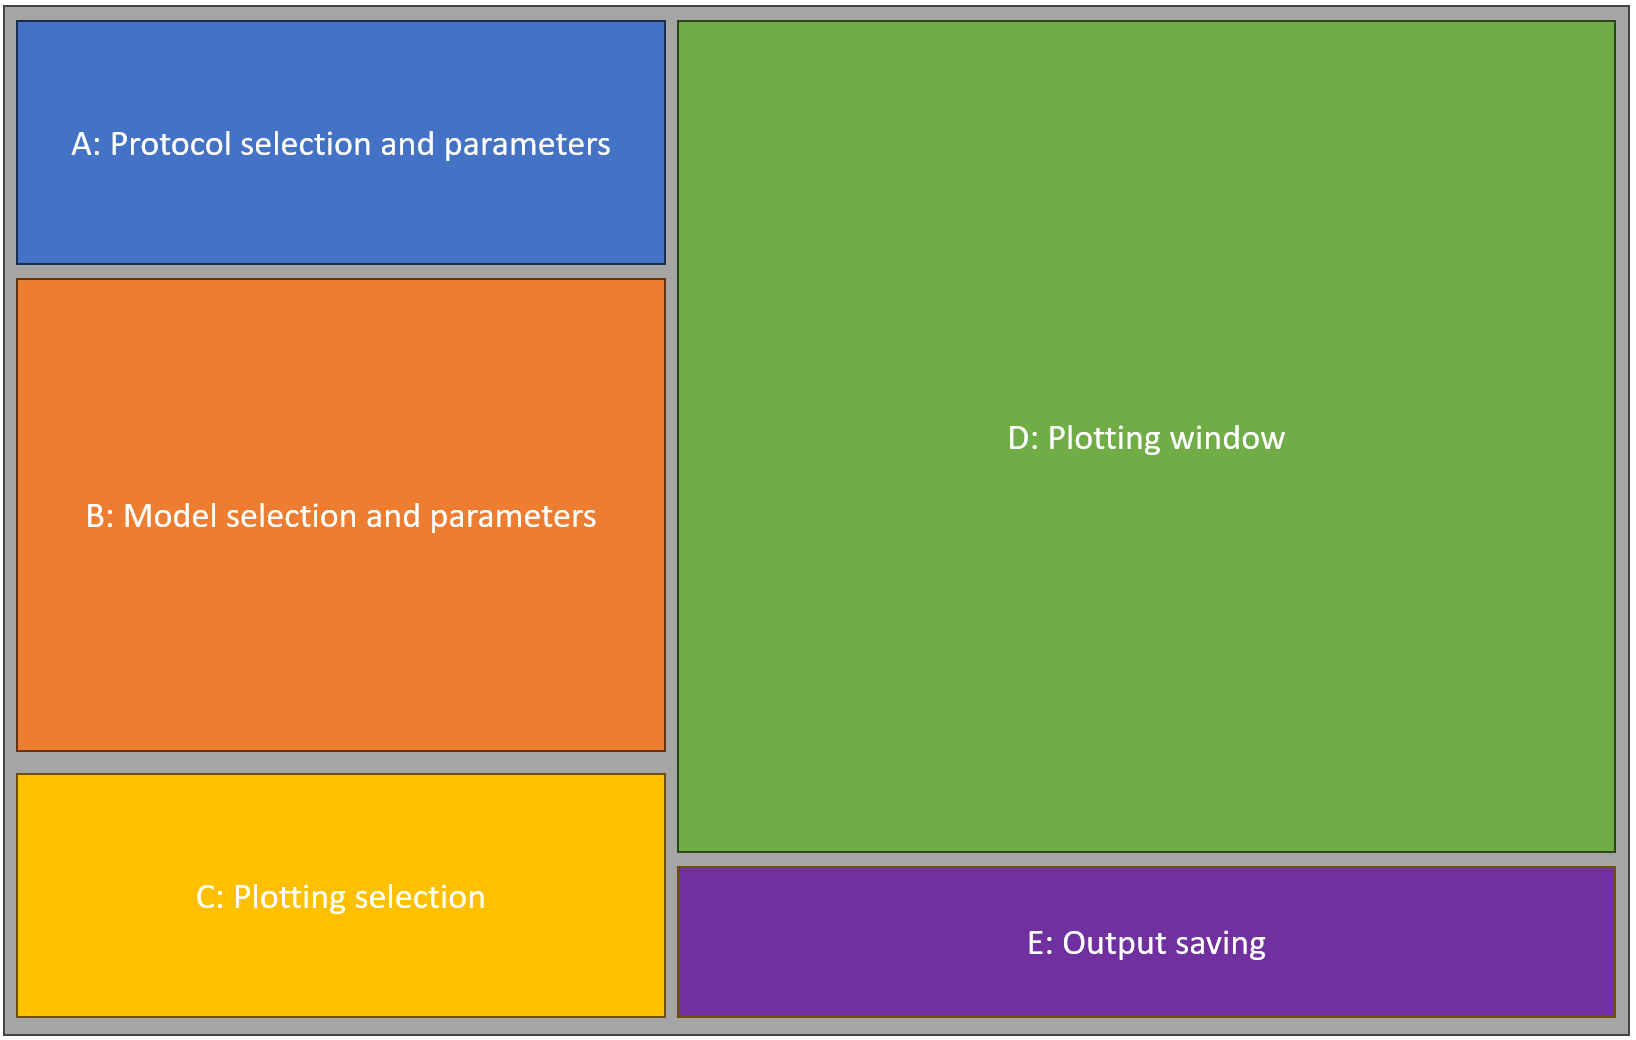 A: Protocol selection and parameters
B: Model selection and parameters
C: Plotting selection
D: Plotting window
E: Output saving